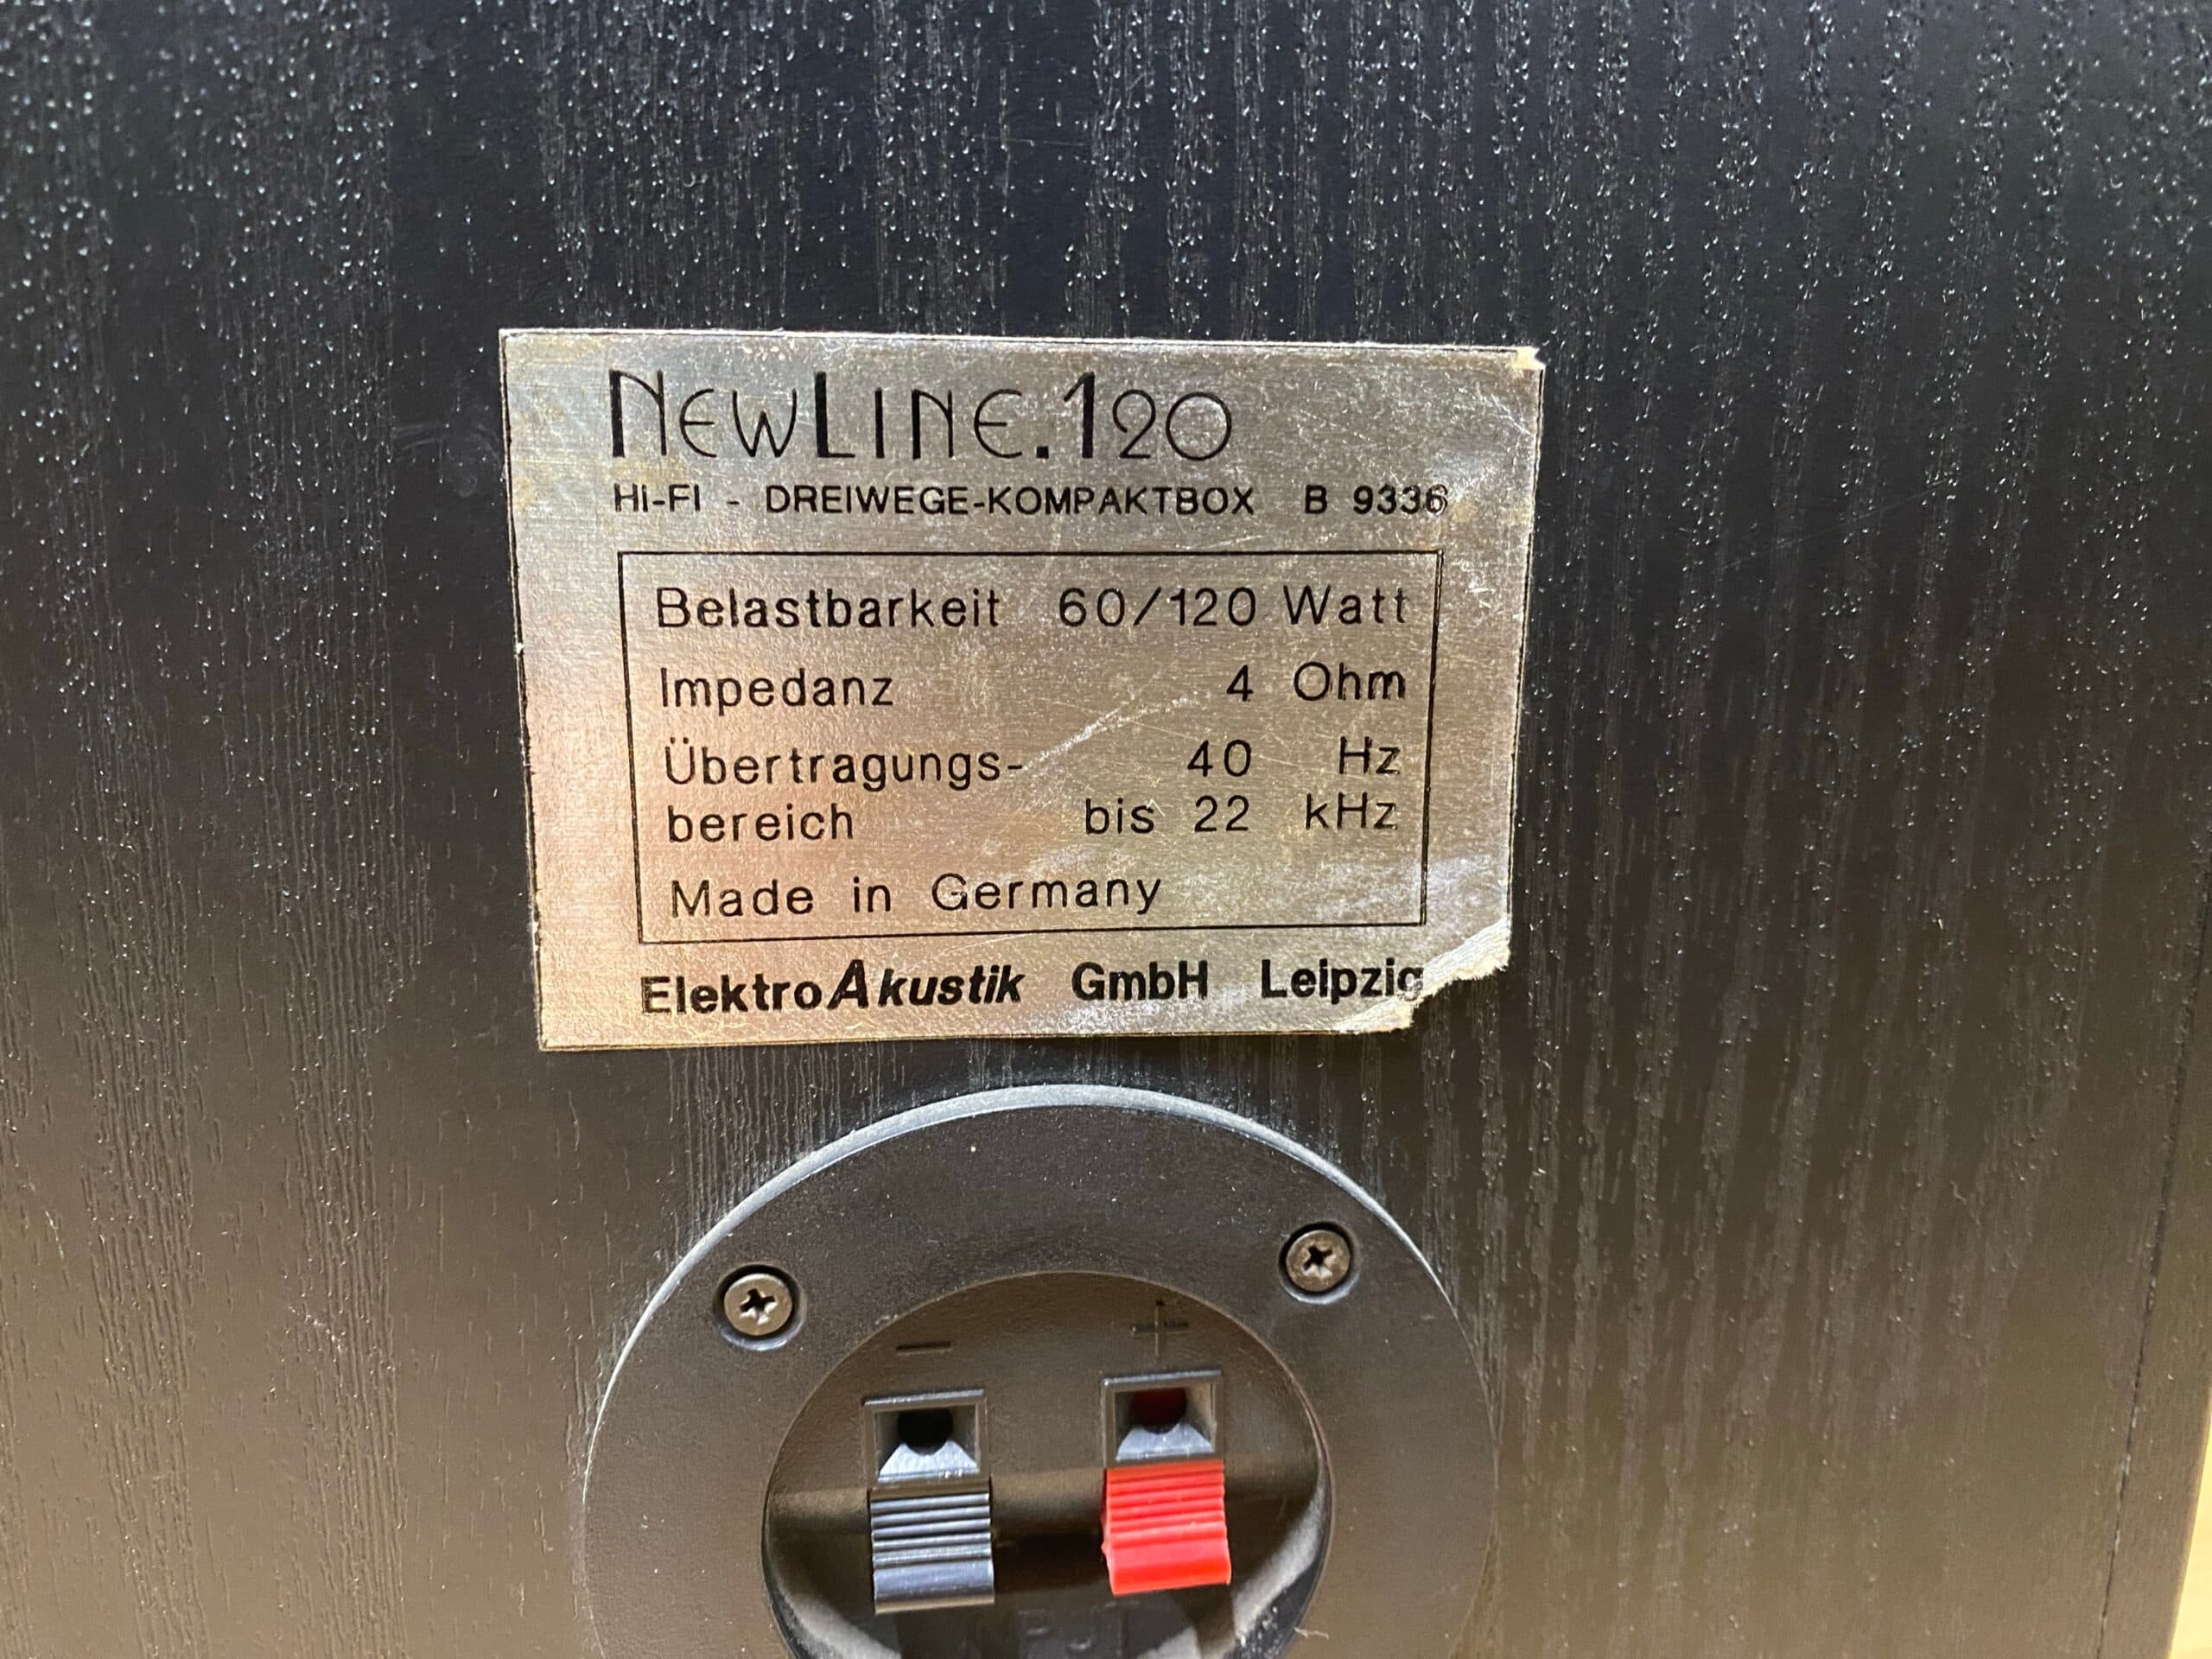 NEWLINE.120
HI-FI - DREIWEGE-KOMPAKTBOX B 9336
Belastbarkeit 60/120 Watt
Impedanz 4 Ohm
Übertragungs- 40 Hz
bereich bis 22 kHz
Made in Germany
ElektroAkustik GmbH Leipzig
- +